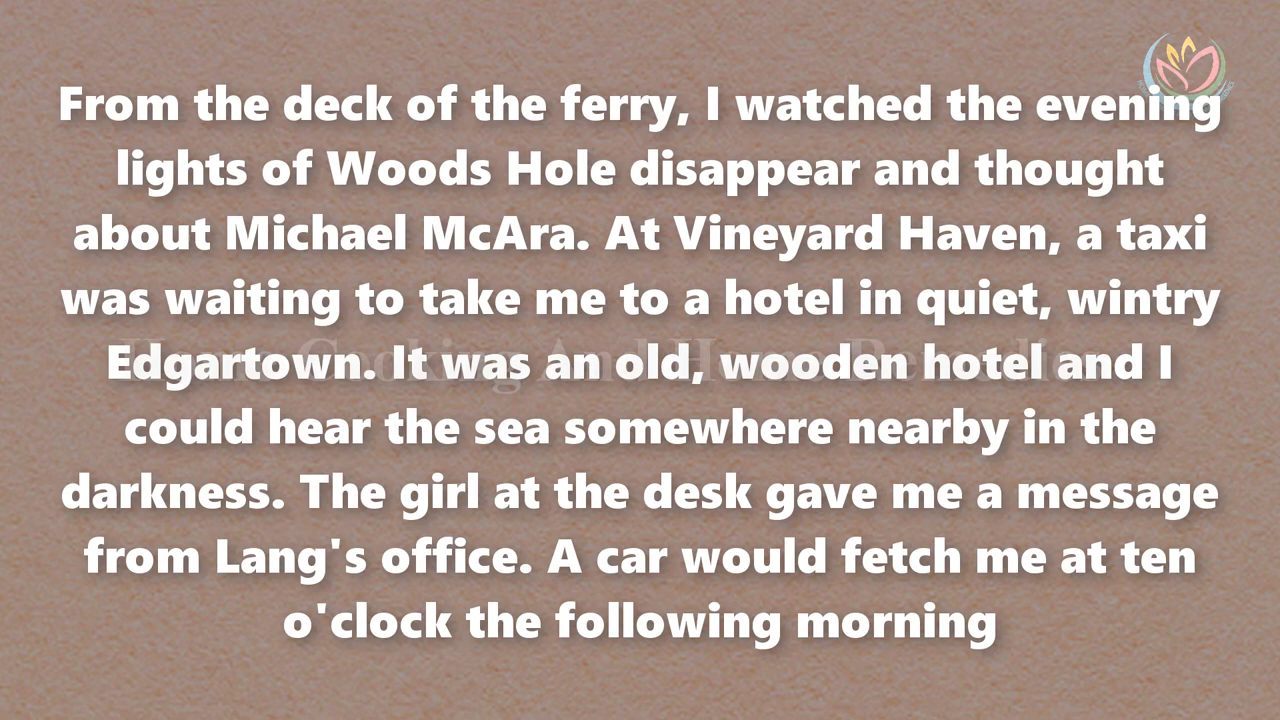 From the deck of the ferry, I watched the evening
lights of Woods Hole disappear and thought
about Michael McAra. At Vineyard Haven, a taxi
was waiting to take me to a hotel in quiet, wintry
Edgartown. It was an old, wooden hotel and I
could hear the sea somewhere nearby in the
darkness. The girl at the desk gave me a message
from Lang's office. A car would fetch me at ten
o'clock the following morning